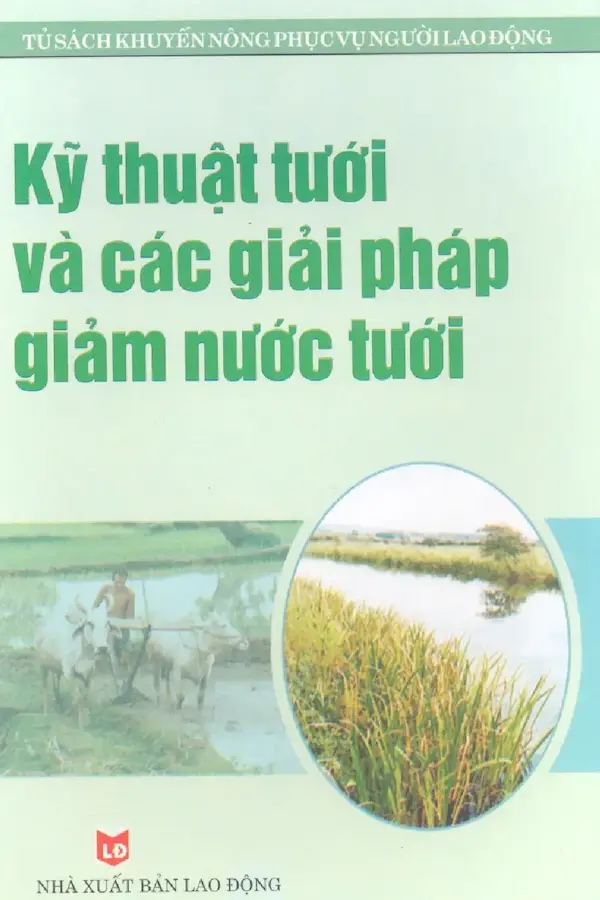 TỦ SÁCH KHUYẾN NÔNG PHỤC VỤ NGƯỜI LAO ĐỘNG
Kỹ thuật tưới
và các giải pháp
giảm nước tưới
LĐ
NHÀ XUẤT BẢN LAO ĐỘNG